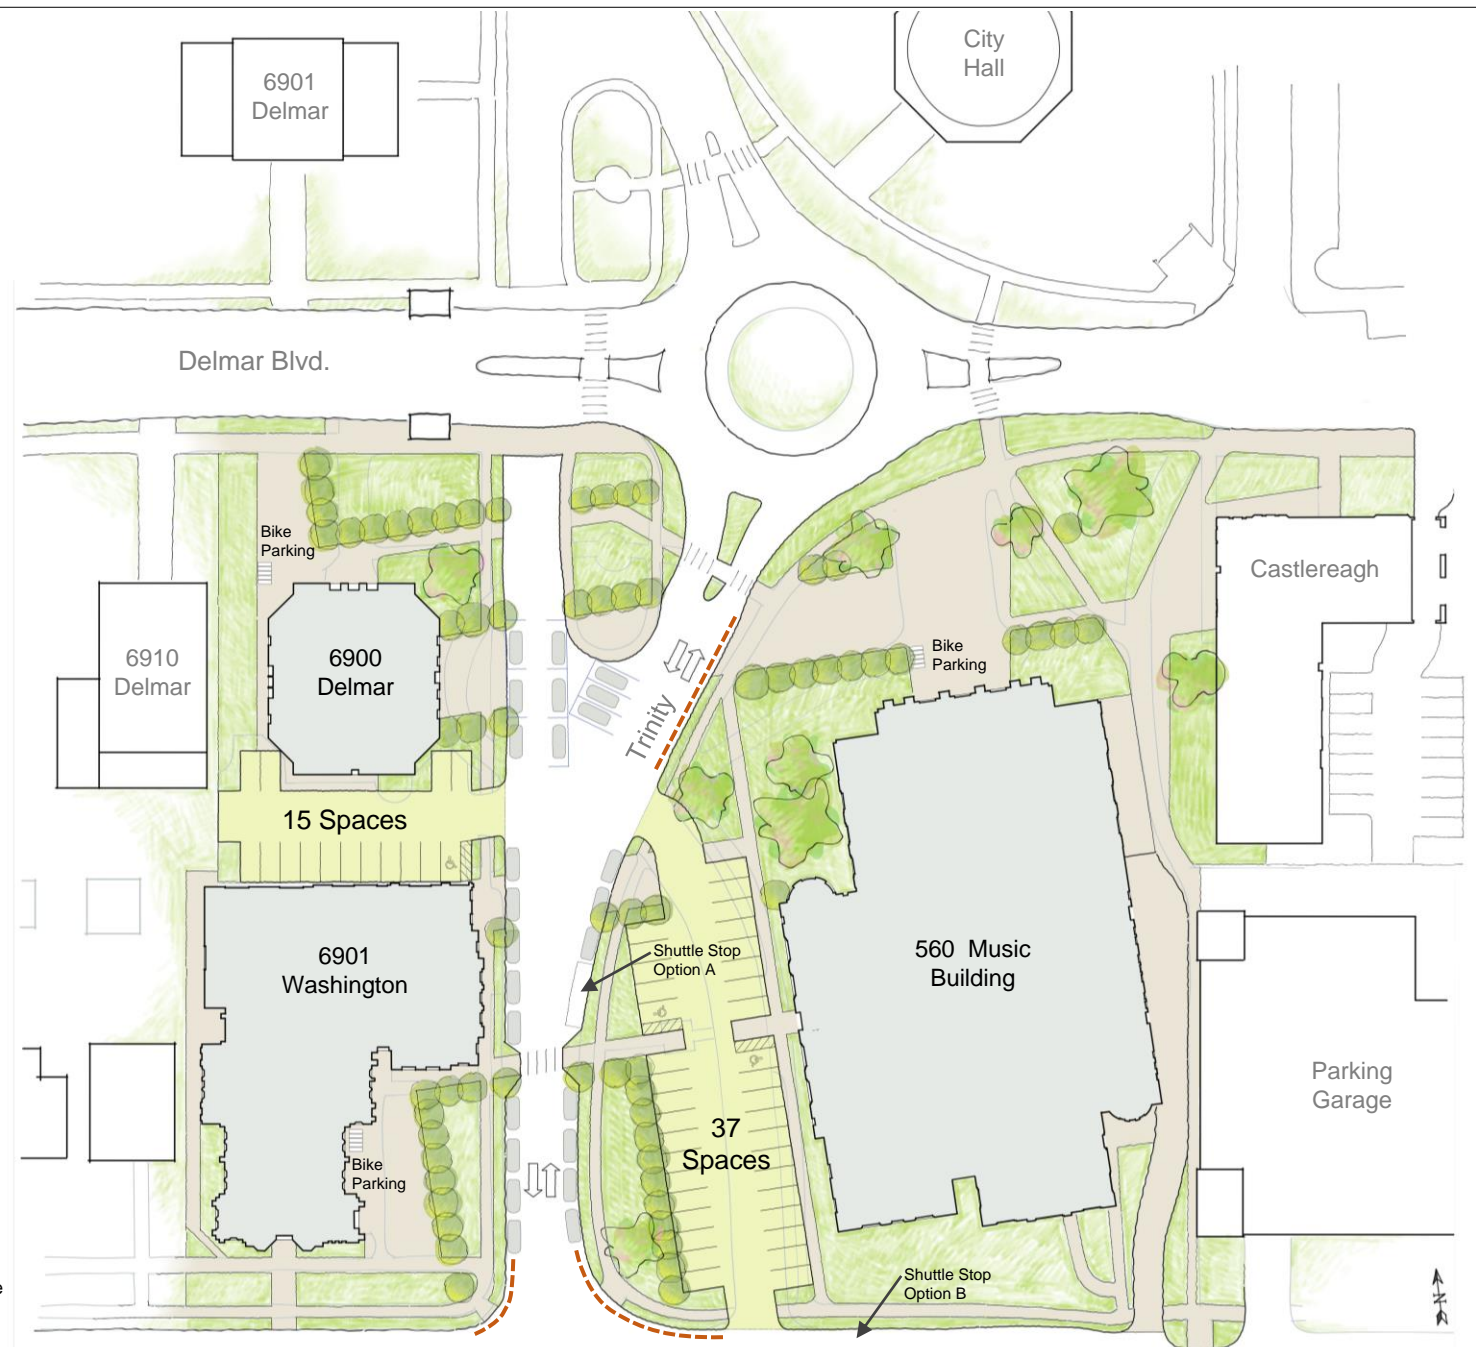 City
Hall
6901
Delmar
Delmar Blvd.
Bike
Parking
Castlereagh
6910
Delmar
6900
Delmar
Bike
Parking
Trinity
15 Spaces
6901
Washington
Shuttle Stop
Option A
560 Music
Building
Parking
Garage
37
Spaces
Bike
Parking
Shuttle Stop
Option B
e
N